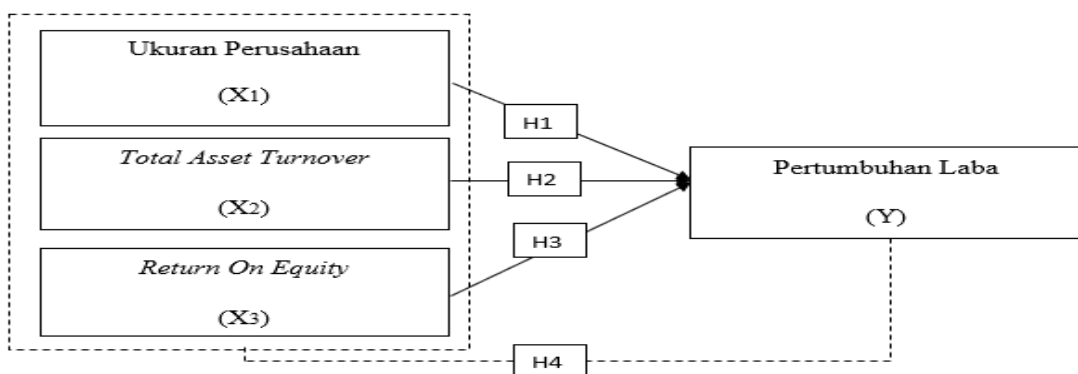 Ukuran Perusahaan
(X1)
H1
Total Asset Turnover
(X2)
H2
Pertumbuhan Laba
(Y)
H3
Return On Equity
(X3)
H4